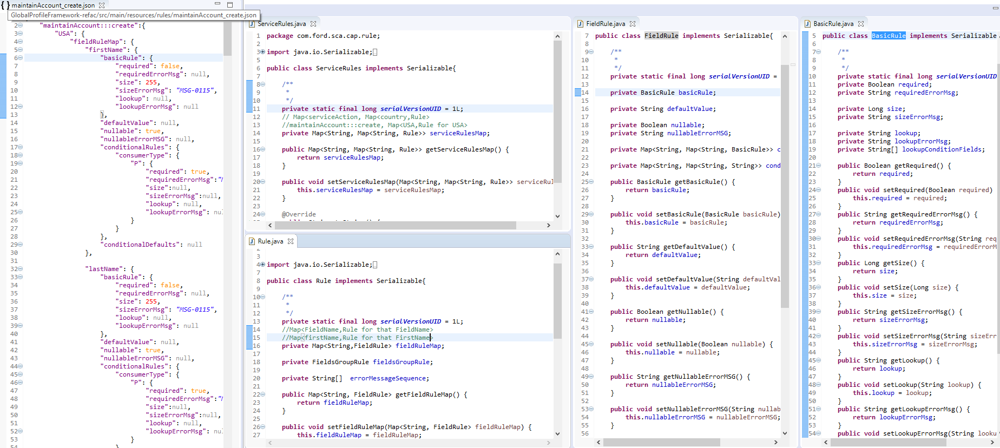 maintainAccount_create.json
GlobalProfileFramework-refac/src/main/resources/rules/maintainAccount_create.json
2 "maintainAccount:::create":{
3 "USA": {
4 "fieldRuleMap": {
5 "firstName": {
6 "basicRule": {
7 "required": false,
8 "requiredErrorMsg": null,
9 "size": 255,
10 "sizeErrorMsg": "MSG-0115",
11 "lookup": null,
12 "lookupErrorMsg": null
13 },
14 "defaultValue": null,
15 "nullable": true,
16 "nullableErrorMSG": null,
17 "conditionalRules": {
18 "consumerType": {
19 "P": {
20 "required": true,
21 "requiredErrorMsg":"M
22 "size":null,
23 "sizeErrorMsg":null,
24 "lookup": null,
25 "lookupErrorMsg": nu
26 }
27 }
28 },
29 "conditionalDefaults": null
30 },
31
32 "lastName": {
33 "basicRule": {
34 "required": false,
35 "requiredErrorMsg": null,
36 "size": 255,
37 "sizeErrorMsg": "MSG-0115",
38 "lookup": null,
39 "lookupErrorMsg": null
40 },
41 "defaultValue": null,
42 "nullable": true,
43 "nullableErrorMSG": null,
44 "conditionalRules": {
45 "consumerType": {
46 "P": {
47 "required": true,
48 "requiredErrorMsg":"M
49 "size":null,
50 "sizeErrorMsg":null,
51 "lookup": null,
52 "lookupErrorMsg": nu
53 }
54 }
ServiceRules.java
1 package com.ford.sca.cap.rule;
2
3 import java.io.Serializable;
5
6 public class ServiceRules implements Serializable{
7
8 /**
9 *
10 */
11 private static final long serialVersionUID = 1L;
12 // Map<serviceAction, Map<country,Rule>
13 //maintainAccount:::create, Map<USA,Rule for USA>
14 private Map<String, Map<String, Rule>> serviceRulesMap;
15
16 public Map<String, Map<String, Rule>> getServiceRulesMap() {
17 return serviceRulesMap;
18 }
19
20 public void setServiceRulesMap(Map<String, Map<String, Rule>> serviceRul
21 this.serviceRulesMap = serviceRulesMap;
22 }
23
24 @Override
Rule.java
2
3
4 import java.io.Serializable;
7
8 public class Rule implements Serializable{
9
10 /**
11 *
12 */
13 private static final long serialVersionUID = 1L;
14 //Map<FieldName,Rule for that FieldName>
15 //Map<firstName,Rule for that FirstName>
16 private Map<String,FieldRule> fieldRuleMap;
17
18 private FieldsGroupRule fieldsGroupRule;
19
20 private String[] errorMessageSequence;
21
22 public Map<String, FieldRule> getFieldRuleMap() {
23 return fieldRuleMap;
24 }
25
26 public void setFieldRuleMap(Map<String, FieldRule> fieldRuleMap) {
27 this.fieldRuleMap = fieldRuleMap;
FieldRule.java
7 public class FieldRule implements Serializable{
8
9 /**
10 *
11 */
12 private static final long serialVersionUID =
13
14 private BasicRule basicRule;
15
16 private String defaultValue;
17
18 private Boolean nullable;
19 private String nullableErrorMSG;
20
21 private Map<String, Map<String, BasicRule>> c
22
23 private Map<String, Map<String, String>> cond
24
25 public BasicRule getBasicRule() {
26 return basicRule;
27 }
28
29 public void setBasicRule(BasicRule basicRule)
30 this.basicRule = basicRule;
31 }
32
33 public String getDefaultValue() {
34 return defaultValue;
35 }
36
37 public void setDefaultValue(String defaultVal
38 this.defaultValue = defaultValue;
39 }
40
41 public Boolean getNullable() {
42 return nullable;
43 }
44
45 public void setNullable(Boolean nullable) {
46 this.nullable = nullable;
47 }
48
49 public String getNullableErrorMSG() {
50 return nullableErrorMSG;
51 }
52
53 public void setNullableErrorMSG(String nullab
54 this.nullableErrorMSG = nullableErrorMSG;
55 }
56
BasicRule.java
5 public class BasicRule implements Serializable
6
7 /**
8 *
9 */
10 private static final long serialVersionUID
11 private Boolean required;
12 private String requiredErrorMsg;
13
14 private Long size;
15 private String sizeErrorMsg;
16
17 private String lookup;
18 private String lookupErrorMsg;
19 private String[] lookupConditionFields;
20
21 public Boolean getRequired() {
22 return required;
23 }
24 public void setRequired(Boolean required)
25 this.required = required;
26 }
27 public String getRequiredErrorMsg() {
28 return requiredErrorMsg;
29 }
30 public void setRequiredErrorMsg(String req
31 this.requiredErrorMsg = requiredErrorM
32 }
33 public Long getSize() {
34 return size;
35 }
36 public void setSize(Long size) {
37 this.size = size;
38 }
39 public String getSizeErrorMsg() {
40 return sizeErrorMsg;
41 }
42 public void setSizeErrorMsg(String sizeErr
43 this.sizeErrorMsg = sizeErrorMsg;
44 }
45 public String getLookup() {
46 return lookup;
47 }
48 public void setLookup(String lookup) {
49 this.lookup = lookup;
50 }
51 public String getLookupErrorMsg() {
52 return lookupErrorMsg;
53 }
54 public void setLookupErrorMsg(String looku